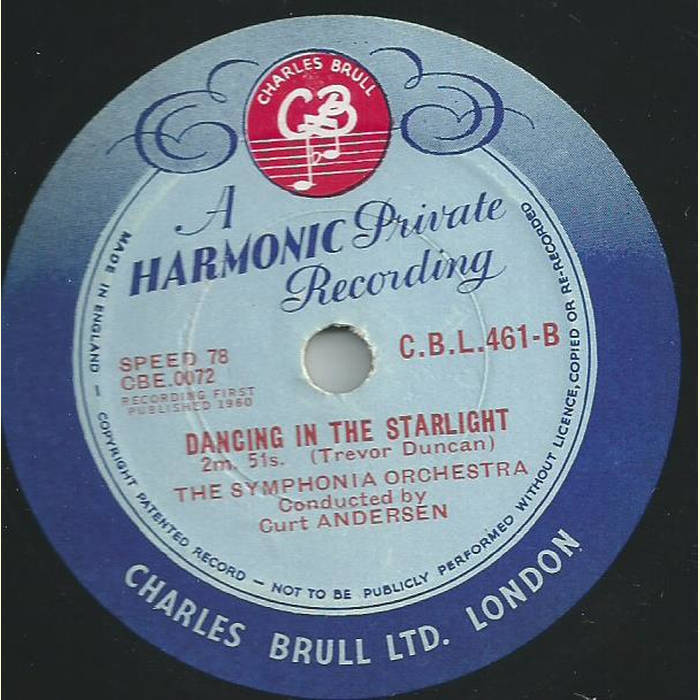 CHARLES BRULL
CB
A
HARMONIC Private
Recording
SPEED 78
CBE.0072
RECORDING FIRST
PUBLISHED 1960
C.B.L.461-B
DANCING IN THE STARLIGHT
2m. 51s. (Trevor Duncan)
THE SYMPHONIA ORCHESTRA
Conducted by
Curt ANDERSEN
MADE IN ENGLAND — COPYRIGHT PATENTED RECORD — NOT TO BE PUBLICLY PERFORMED WITHOUT LICENCE, COPIED OR RE-RECORDED
CHARLES BRULL LTD. LONDON